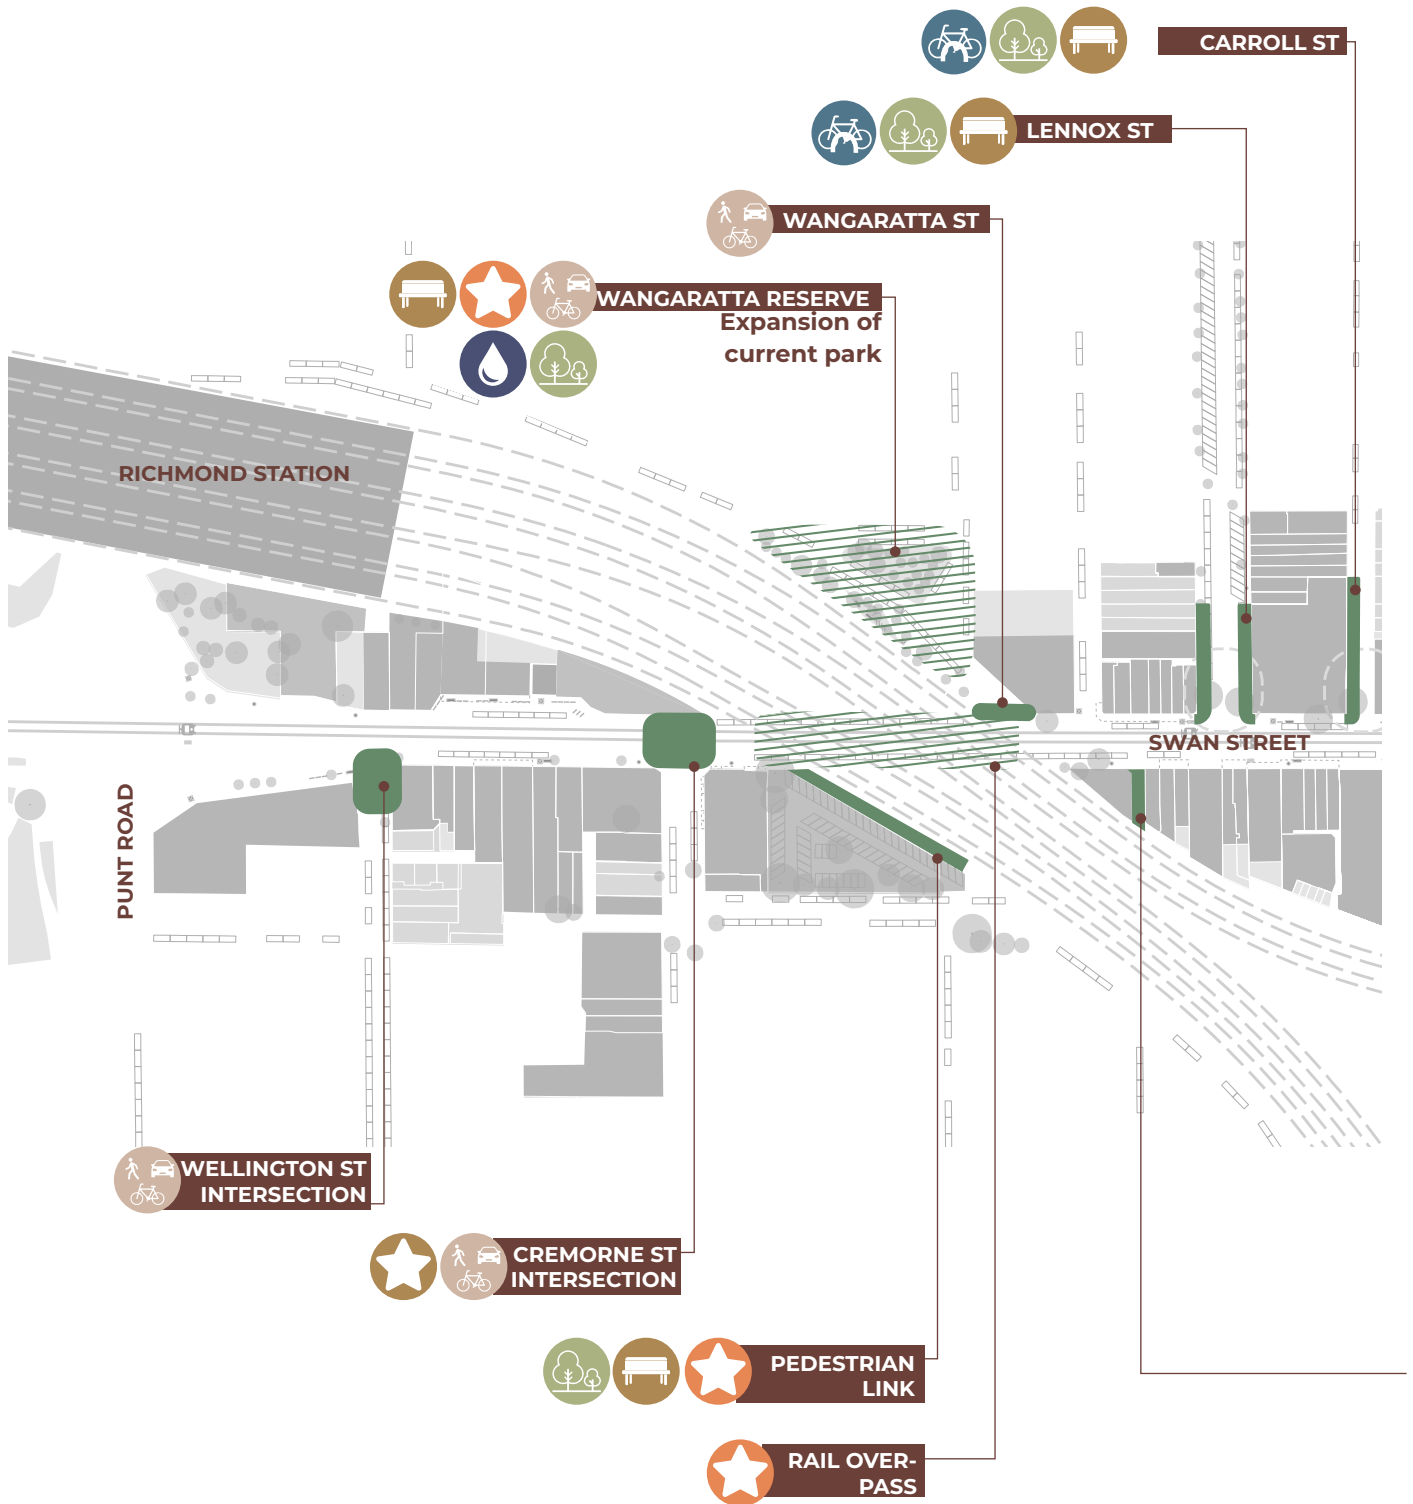 CARROLL ST
LENNOX ST
WANGARATTA ST
WANGARATTA RESERVE
Expansion of
current park
RICHMOND STATION
SWAN STREET
PUNT ROAD
WELLINGTON ST
INTERSECTION
CREMORNE ST
INTERSECTION
PEDESTRIAN
LINK
RAIL OVER-
PASS